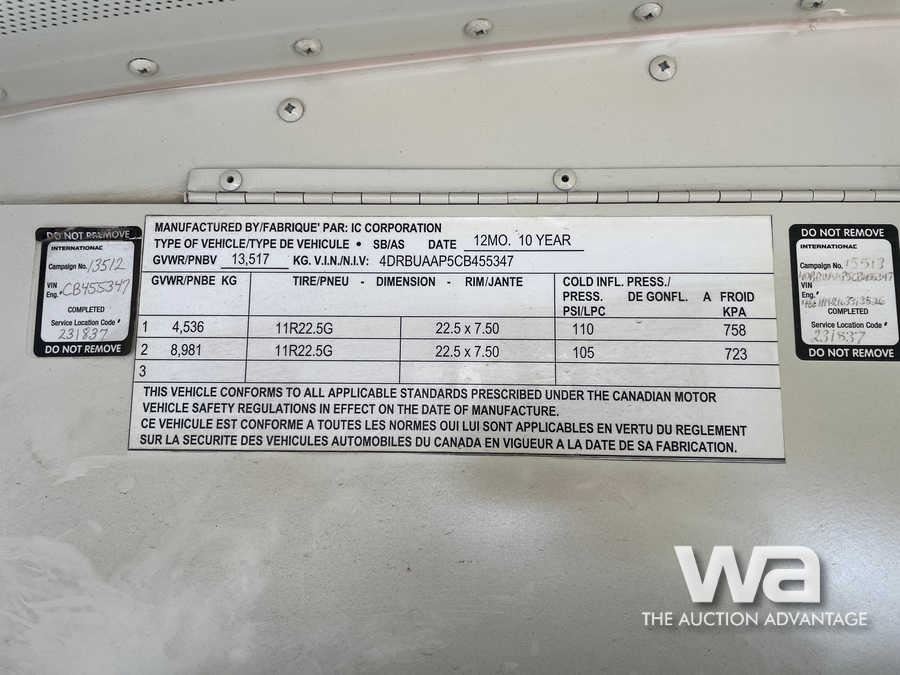 DO NOT REMOVE
INTERNATIONAL
Campaign No. 13512
VIN
Eng.# CB455347
COMPLETED
Service Location Code #
231837
DO NOT REMOVE
MANUFACTURED BY/FABRIQUE' PAR: IC CORPORATION
TYPE OF VEHICLE/TYPE DE VEHICULE • SB/AS DATE 12MO. 10 YEAR
GVWR/PNBV 13,517 KG. V.I.N./N.I.V: 4DRBUAAP5CB455347
GVWR/PNBE KG TIRE/PNEU - DIMENSION - RIM/JANTE COLD INFL. PRESS./
PRESS. DE GONFL. A FROID
PSI/LPC KPA
1 4,536 11R22.5G 22.5 x 7.50 110 758
2 8,981 11R22.5G 22.5 x 7.50 105 723
3
THIS VEHICLE CONFORMS TO ALL APPLICABLE STANDARDS PRESCRIBED UNDER THE CANADIAN MOTOR
VEHICLE SAFETY REGULATIONS IN EFFECT ON THE DATE OF MANUFACTURE.
CE VEHICULE EST CONFORME A TOUTES LES NORMES OUI LUI SONT APPLICABLES EN VERTU DU REGLEMENT
SUR LA SECURITE DES VEHICULES AUTOMOBILES DU CANADA EN VIGUEUR A LA DATE DE SA FABRICATION.
DO NOT REMOVE
INTERNATIONAL
Campaign No. 13513
VIN
Eng.#
COMPLETED
Service Location Code #
231837
DO NOT REMOVE
wa
THE AUCTION ADVANTAGE